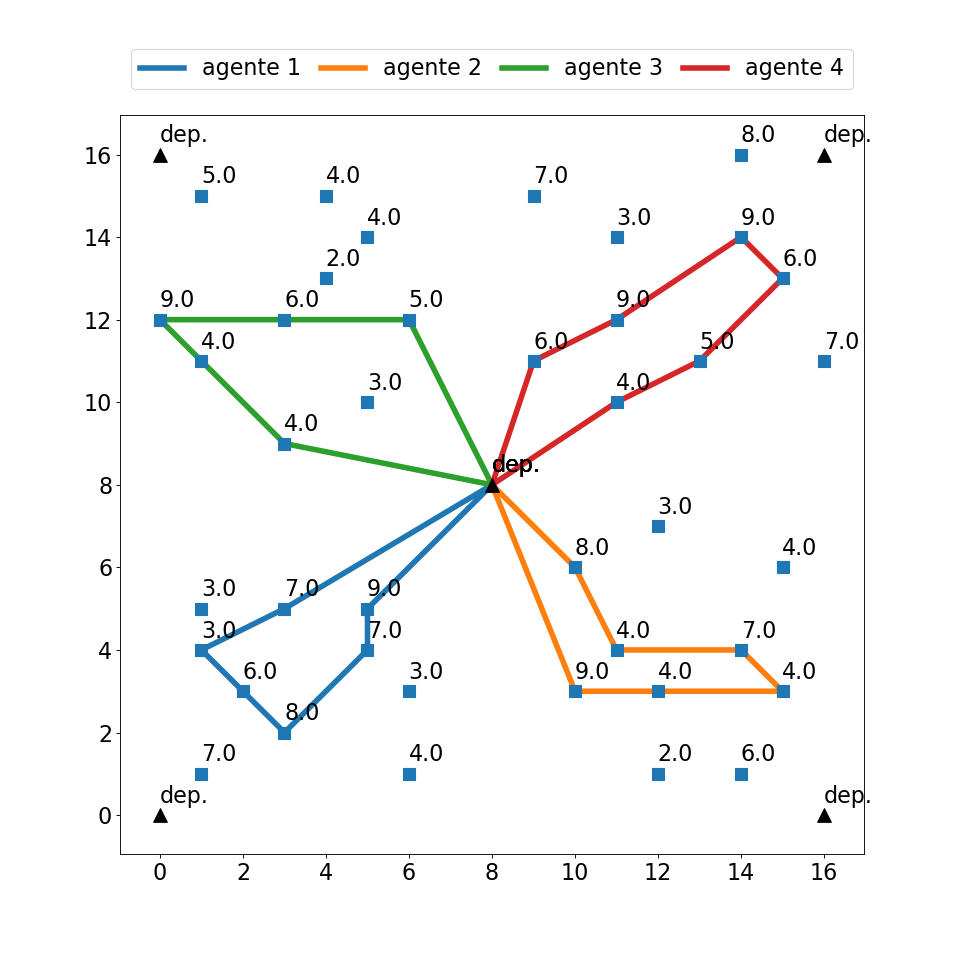 agente 1 agente 2 agente 3 agente 4
dep. 8.0 dep.
16
5.0 4.0 7.0
4.0 3.0 9.0
14
2.0 6.0
9.0 6.0 5.0 9.0
12
4.0 6.0 5.0 7.0
3.0 4.0
10
4.0
dep.
8
3.0
8.0 4.0
6
3.0 7.0 9.0
3.0 7.0 4.0 7.0
4
6.0 3.0 9.0 4.0 4.0
8.0
2
7.0 4.0 2.0 6.0
dep. dep.
0
0 2 4 6 8 10 12 14 16